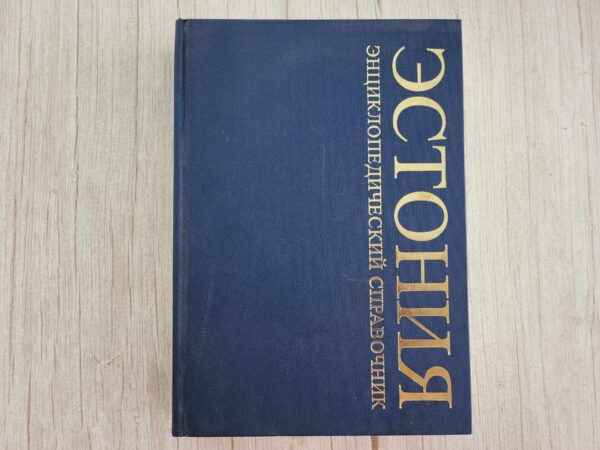 ЭСТОНИЯ
ЭНЦИКЛОПЕДИЧЕСКИЙ СПРАВОЧНИК